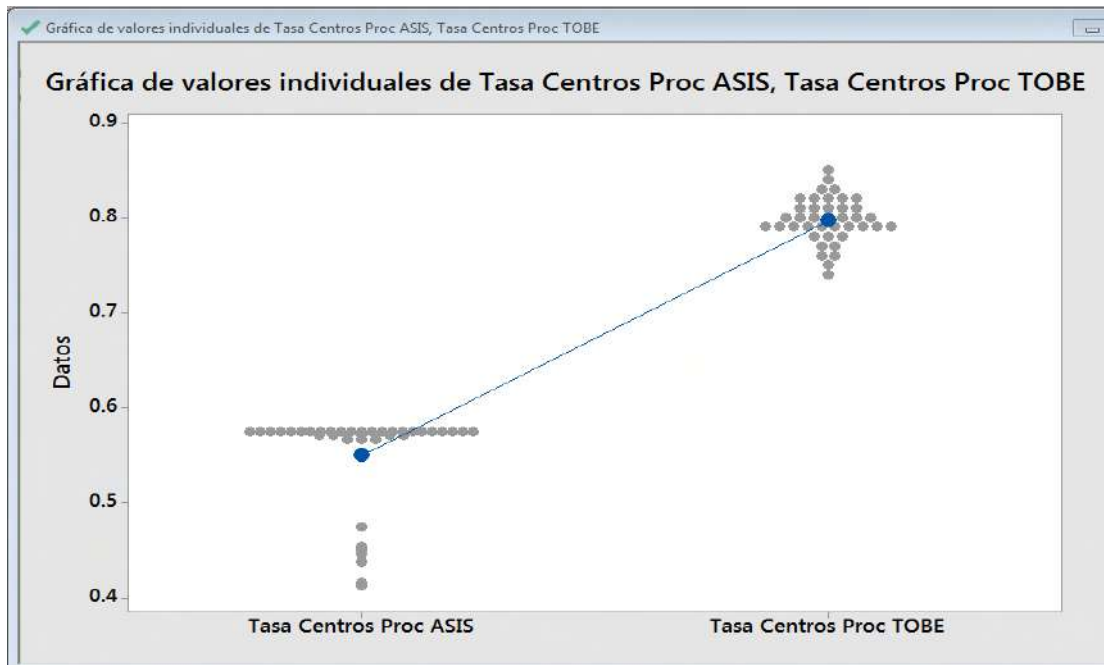 Gráfica de valores individuales de Tasa Centros Proc ASIS, Tasa Centros Proc TOBE
Gráfica de valores individuales de Tasa Centros Proc ASIS, Tasa Centros Proc TOBE
0.9
0.8
0.7
0.6
0.5
0.4
Datos
Tasa Centros Proc ASIS
Tasa Centros Proc TOBE